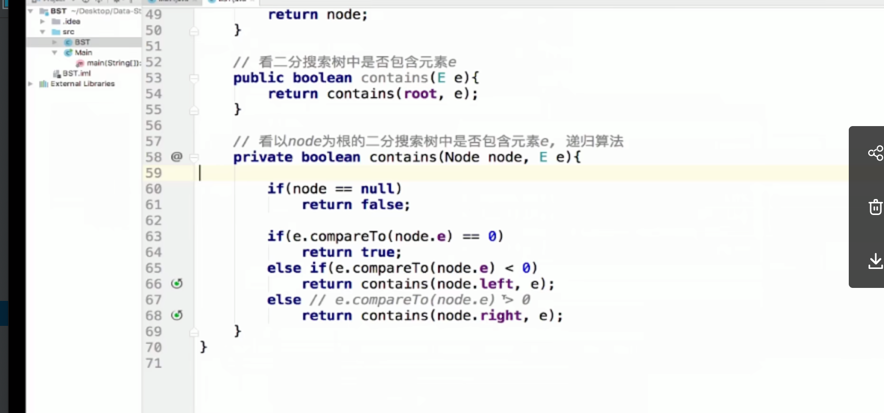 BST ~/Desktop/Data-St
.idea
src
BST
Main
main(String[]):
BST.iml
External Libraries
49 return node;
50 }
51
52 // 看二分搜索树中是否包含元素e
53 public boolean contains(E e){
54 return contains(root, e);
55 }
56
57 // 看以node为根的二分搜索树中是否包含元素e, 递归算法
58 @ private boolean contains(Node node, E e){
59
60 if(node == null)
61 return false;
62
63 if(e.compareTo(node.e) == 0)
64 return true;
65 else if(e.compareTo(node.e) < 0)
66 return contains(node.left, e);
67 else // e.compareTo(node.e) > 0
68 return contains(node.right, e);
69 }
70 }
71